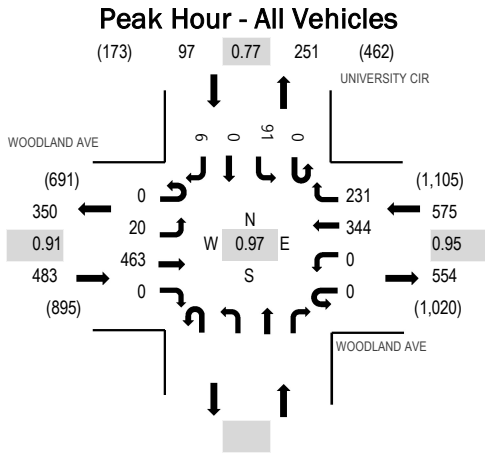 Peak Hour - All Vehicles
(173) 97 0.77 251 (462)
UNIVERSITY CIR
WOODLAND AVE
6 0 91 0
(691) (1,105)
350 0 231 575
20 N 344
0.91 W 0.97 E 0.95
463 S 0
483 0 0 554
(895) (1,020)
WOODLAND AVE